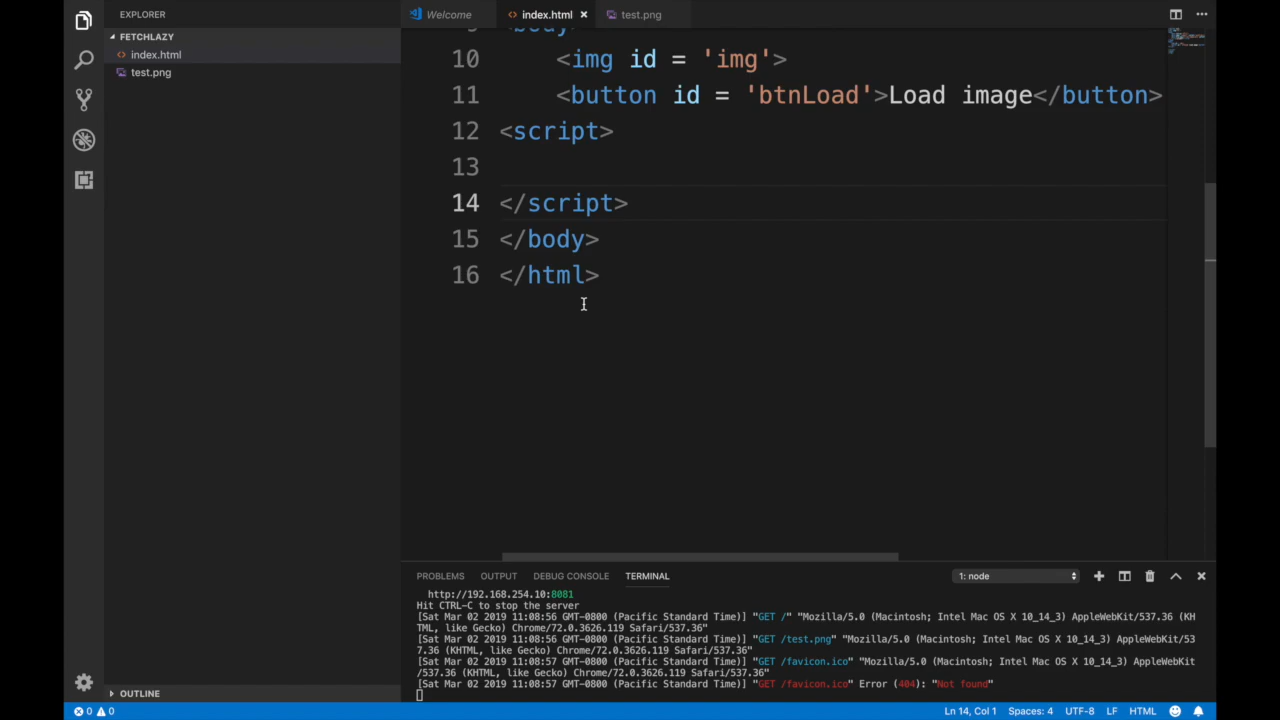 EXPLORER
Welcome
index.html
test.png
FETCHLAZY
index.html
test.png
10 <img id = 'img'>
11 <button id = 'btnLoad'>Load image</button>
12 <script>
13
14 </script>
15 </body>
16 </html>
PROBLEMS OUTPUT DEBUG CONSOLE TERMINAL 1: node
http://192.168.254.10:8081
Hit CTRL-C to stop the server
[Sat Mar 02 2019 11:08:56 GMT-0800 (Pacific Standard Time)] "GET /" "Mozilla/5.0 (Macintosh; Intel Mac OS X 10_14_3) AppleWebKit/537.36 (KH
TML, like Gecko) Chrome/72.0.3626.119 Safari/537.36"
[Sat Mar 02 2019 11:08:56 GMT-0800 (Pacific Standard Time)] "GET /test.png" "Mozilla/5.0 (Macintosh; Intel Mac OS X 10_14_3) AppleWebKit/53
7.36 (KHTML, like Gecko) Chrome/72.0.3626.119 Safari/537.36"
[Sat Mar 02 2019 11:08:57 GMT-0800 (Pacific Standard Time)] "GET /favicon.ico" "Mozilla/5.0 (Macintosh; Intel Mac OS X 10_14_3) AppleWebKit
/537.36 (KHTML, like Gecko) Chrome/72.0.3626.119 Safari/537.36"
[Sat Mar 02 2019 11:08:57 GMT-0800 (Pacific Standard Time)] "GET /favicon.ico" Error (404): "Not found"
OUTLINE
0 0 Ln 14, Col 1 Spaces: 4 UTF-8 LF HTML